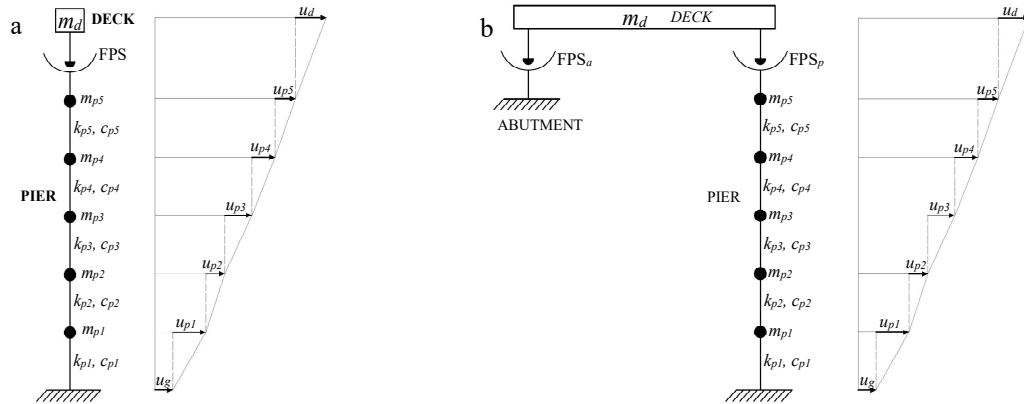 a
m_d DECK
FPS
m_p5
k_p5, c_p5
m_p4
k_p4, c_p4
PIER
m_p3
k_p3, c_p3
m_p2
k_p2, c_p2
m_p1
k_p1, c_p1
u_d
u_p5
u_p4
u_p3
u_p2
u_p1
u_g
b
m_d DECK
FPS_a
ABUTMENT
FPS_p
m_p5
k_p5, c_p5
m_p4
k_p4, c_p4
PIER
m_p3
k_p3, c_p3
m_p2
k_p2, c_p2
m_p1
k_p1, c_p1
u_d
u_p5
u_p4
u_p3
u_p2
u_p1
u_g